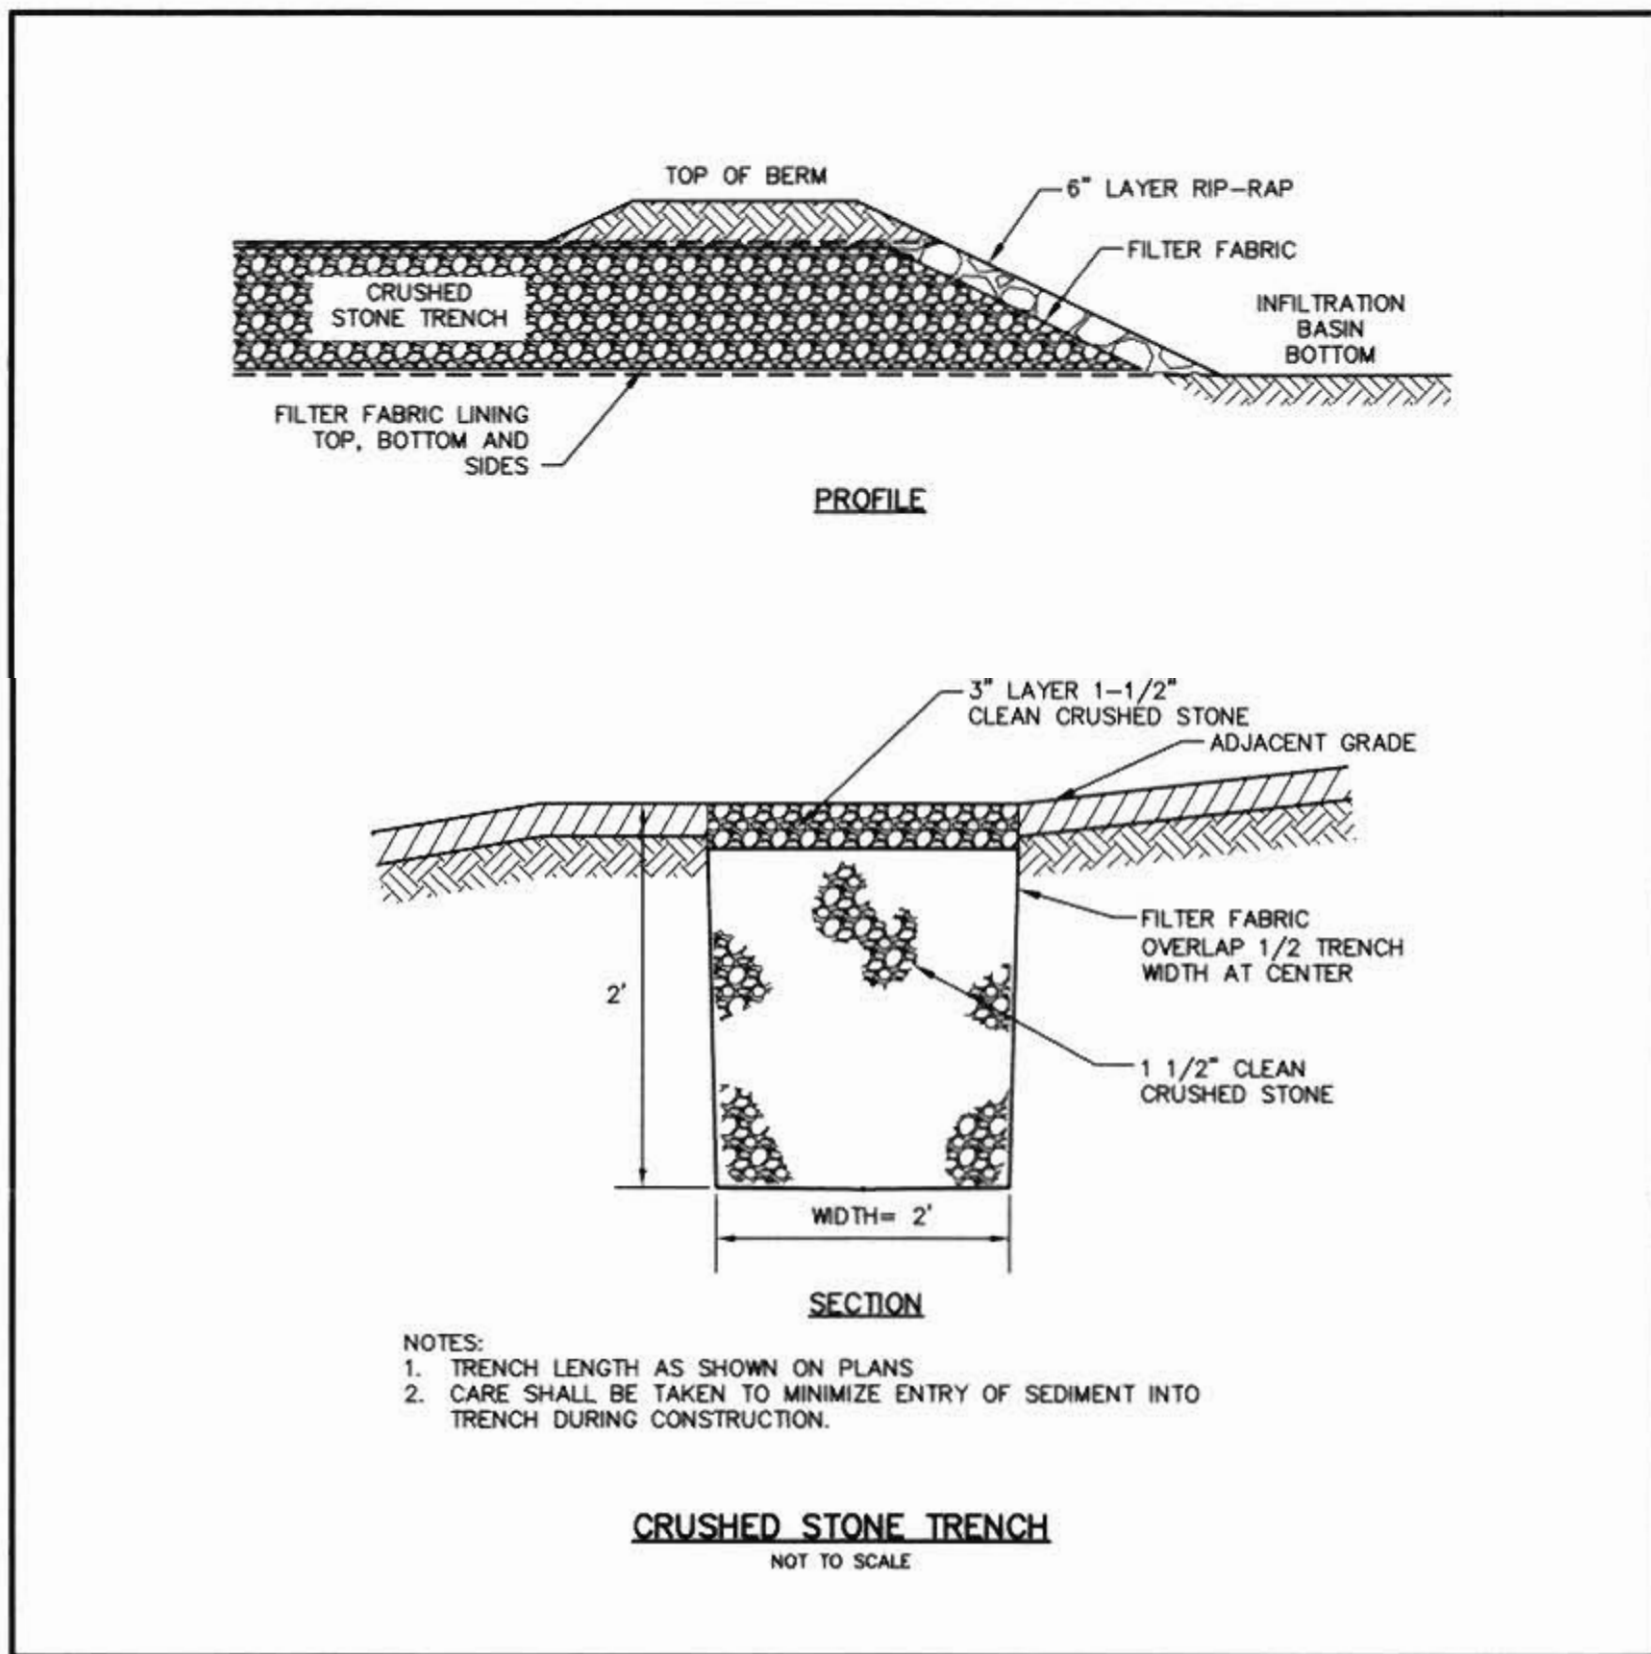 TOP OF BERM
6" LAYER RIP-RAP
FILTER FABRIC
CRUSHED
STONE TRENCH
INFILTRATION
BASIN
BOTTOM
FILTER FABRIC LINING
TOP, BOTTOM AND
SIDES
PROFILE
3" LAYER 1-1/2"
CLEAN CRUSHED STONE
ADJACENT GRADE
FILTER FABRIC
OVERLAP 1/2 TRENCH
WIDTH AT CENTER
2'
1 1/2" CLEAN
CRUSHED STONE
WIDTH= 2'
SECTION
NOTES:
1. TRENCH LENGTH AS SHOWN ON PLANS
2. CARE SHALL BE TAKEN TO MINIMIZE ENTRY OF SEDIMENT INTO
TRENCH DURING CONSTRUCTION.
CRUSHED STONE TRENCH
NOT TO SCALE